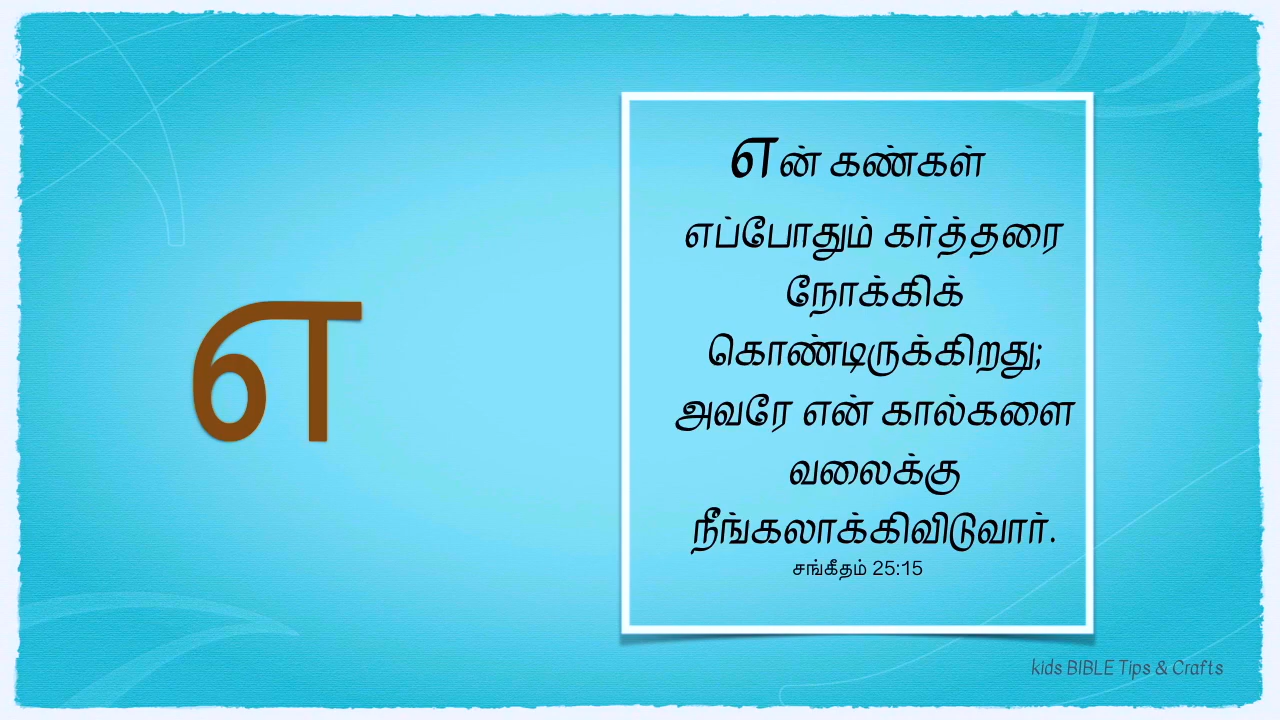 எ
என் கண்கள்
எப்போதும் கர்த்தரை
நோக்கிக்
கொண்டிருக்கிறது;
அவரே என் கால்களை
வலைக்கு
நீங்கலாக்கிவிடுவார்.
சங்கீதம் 25:15
kids BIBLE Tips & Crafts